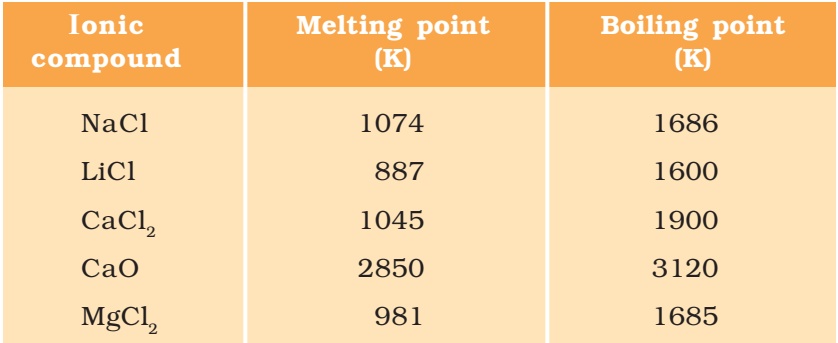 Ionic compound Melting point (K) Boiling point (K)
NaCl 1074 1686
LiCl 887 1600
CaCl₂ 1045 1900
CaO 2850 3120
MgCl₂ 981 1685